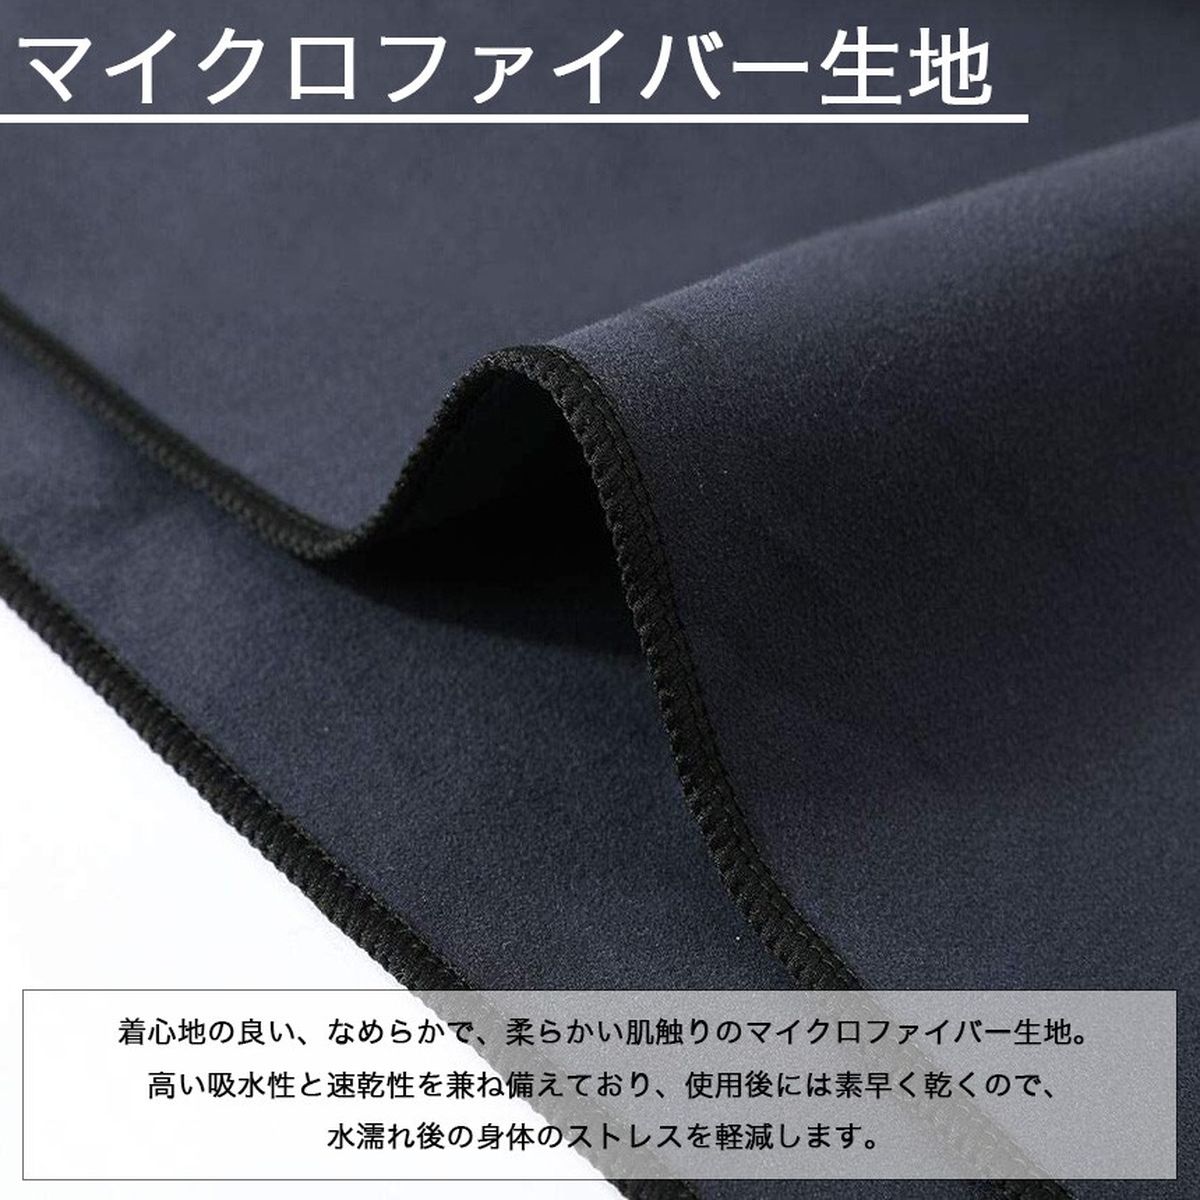 マイクロファイバー生地
着心地の良い、なめらかで、柔らかい肌触りのマイクロファイバー生地。
高い吸水性と速乾性を兼ね備えており、使用後には素早く乾くので、
水濡れ後の身体のストレスを軽減します。